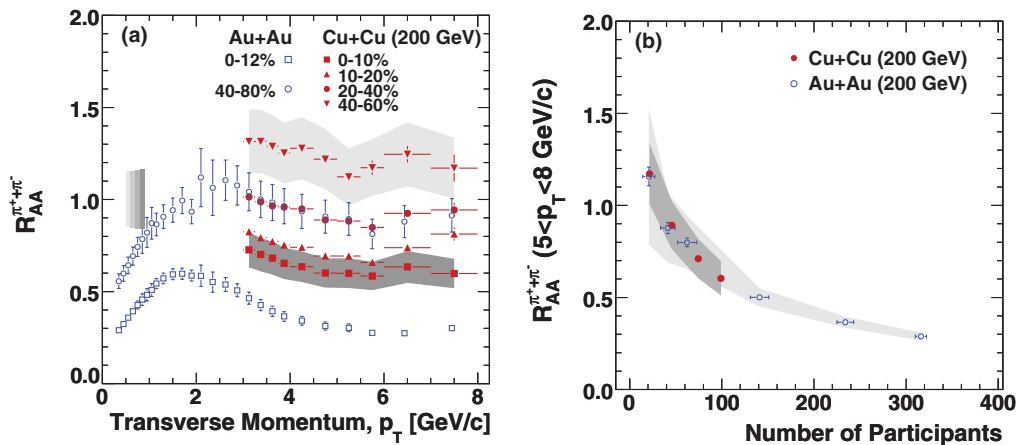 (a)
Au+Au
Cu+Cu (200 GeV)
0-12%
0-10%
10-20%
40-80%
20-40%
40-60%
2.0
1.5
1.0
0.5
0.0
R_AA^{π⁺+π⁻}
0 2 4 6 8
Transverse Momentum, p_T [GeV/c]
(b)
Cu+Cu (200 GeV)
Au+Au (200 GeV)
2.0
1.5
1.0
0.5
0.0
R_AA^{π⁺+π⁻} (5<p_T<8 GeV/c)
0 100 200 300 400
Number of Participants